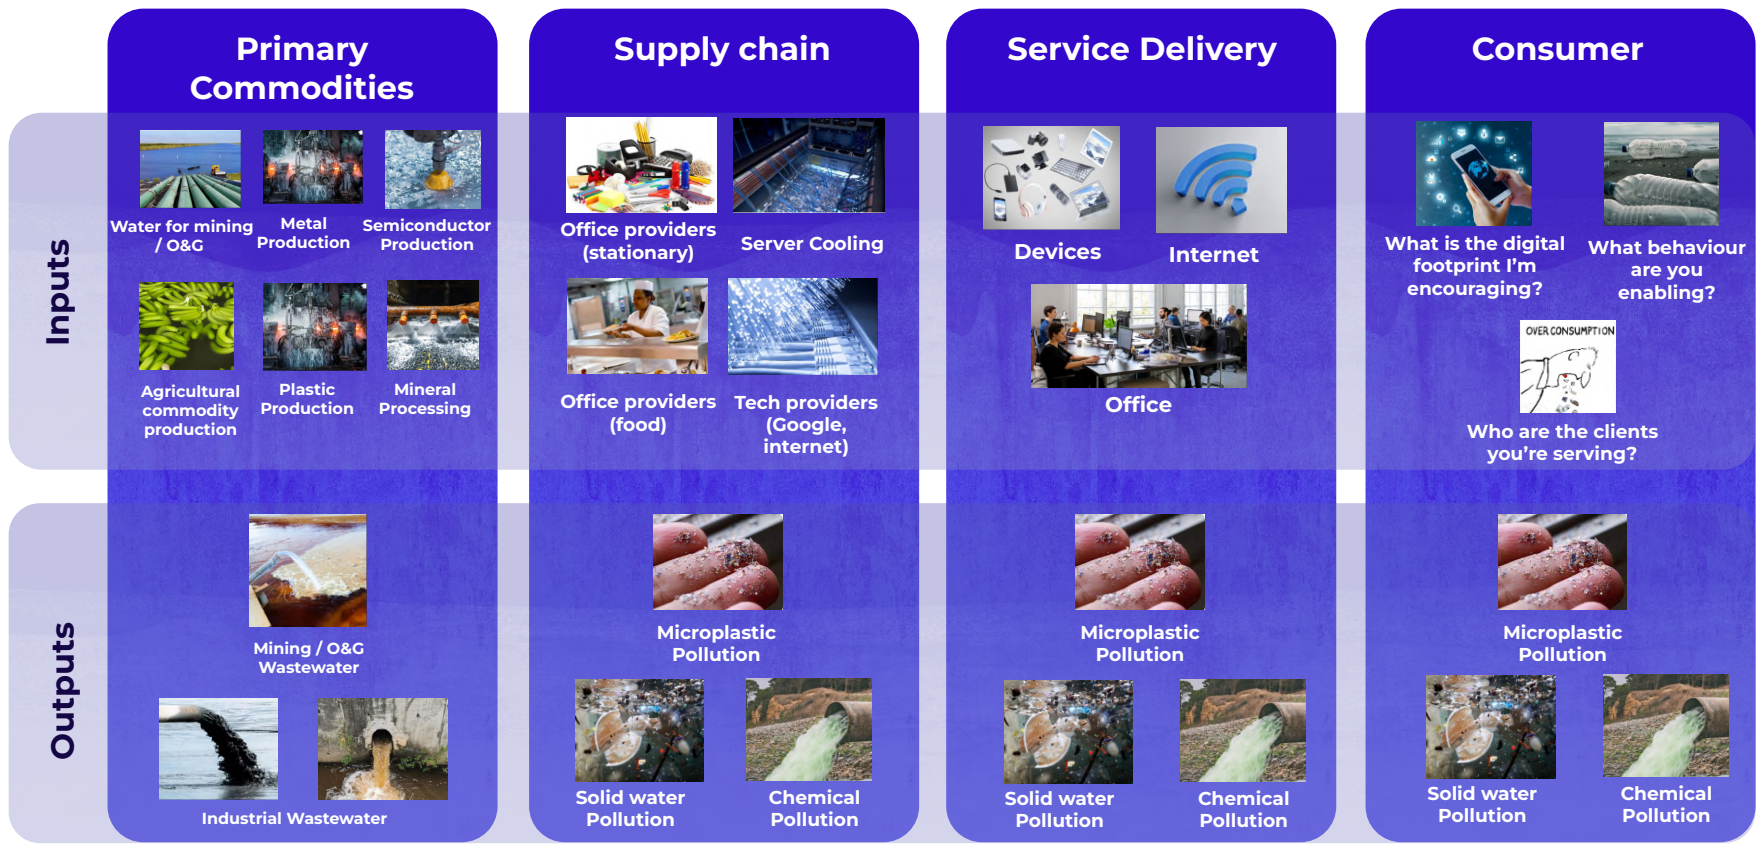 Primary
Commodities
Supply chain
Service Delivery
Consumer
Inputs
Water for mining
/ O&G
Metal
Production
Semiconductor
Production
Agricultural
commodity
production
Plastic
Production
Mineral
Processing
Office providers
(stationary)
Server Cooling
Office providers
(food)
Tech providers
(Google,
internet)
Devices
Internet
Office
What is the digital
footprint I'm
encouraging?
What behaviour
are you
enabling?
OVERCONSUMPTION
Who are the clients
you're serving?
Outputs
Mining / O&G
Wastewater
Industrial Wastewater
Microplastic
Pollution
Solid water
Pollution
Chemical
Pollution
Microplastic
Pollution
Solid water
Pollution
Chemical
Pollution
Microplastic
Pollution
Solid water
Pollution
Chemical
Pollution